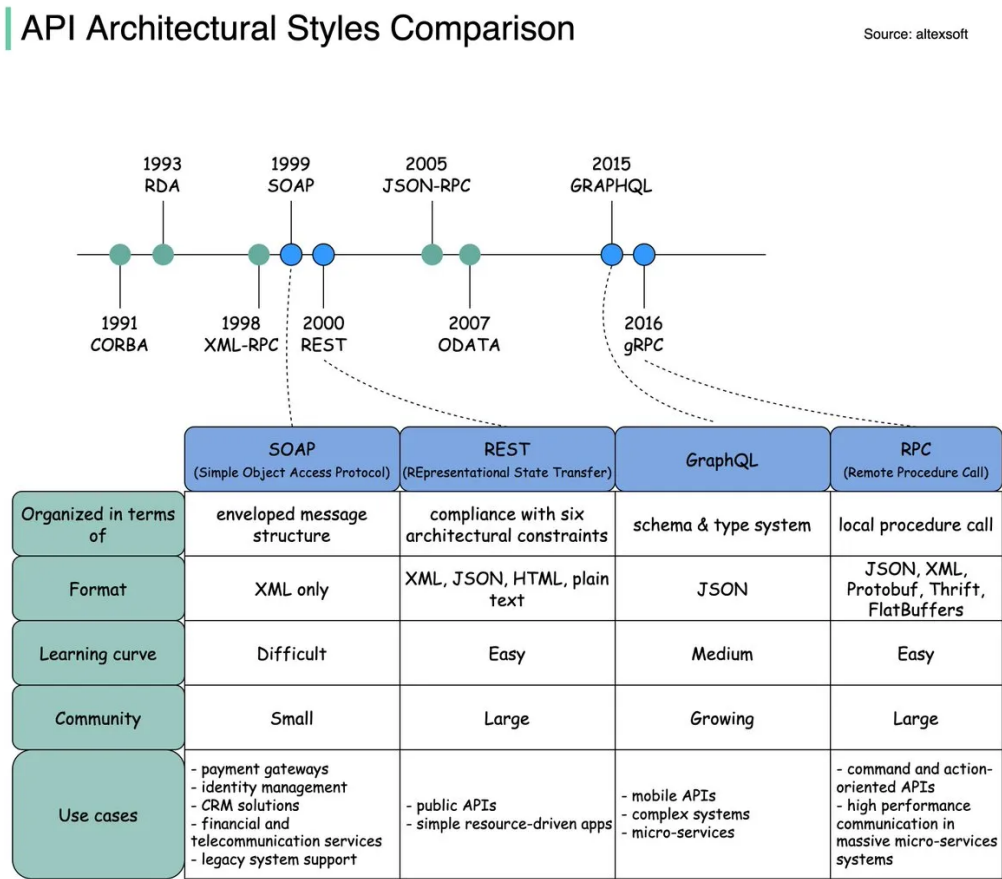 API Architectural Styles Comparison
Source: altexsoft
1993
RDA
1999
SOAP
2005
JSON-RPC
2015
GRAPHQL
1991
CORBA
1998
XML-RPC
2000
REST
2007
ODATA
2016
gRPC
SOAP
(Simple Object Access Protocol)
REST
(REpresentational State Transfer)
GraphQL
RPC
(Remote Procedure Call)
Organized in terms
of
enveloped message
structure
compliance with six
architectural constraints
schema & type system
local procedure call
Format
XML only
XML, JSON, HTML, plain
text
JSON
JSON, XML,
Protobuf, Thrift,
FlatBuffers
Learning curve
Difficult
Easy
Medium
Easy
Community
Small
Large
Growing
Large
Use cases
- payment gateways
- identity management
- CRM solutions
- financial and
telecommunication services
- legacy system support
- public APIs
- simple resource-driven apps
- mobile APIs
- complex systems
- micro-services
- command and action-
oriented APIs
- high performance
communication in
massive micro-services
systems